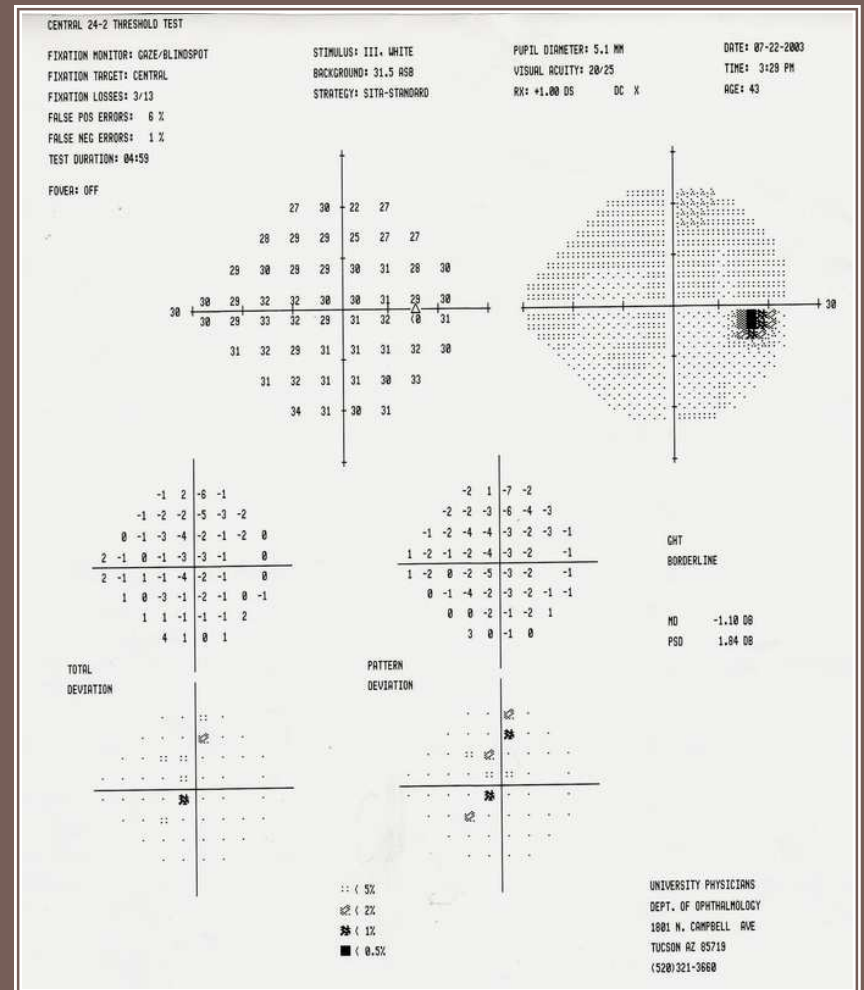 CENTRAL 24-2 THRESHOLD TEST
FIXATION MONITOR: GAZE/BLINDSPOT
FIXATION TARGET: CENTRAL
FIXATION LOSSES: 3/13
FALSE POS ERRORS: 6 %
FALSE NEG ERRORS: 1 %
TEST DURATION: 04:59
FOVEA: OFF
STIMULUS: III, WHITE
BACKGROUND: 31.5 ASB
STRATEGY: SITA-STANDARD
PUPIL DIAMETER: 5.1 MM
VISUAL ACUITY: 20/25
RX: +1.00 DS DC X
DATE: 07-22-2003
TIME: 3:29 PM
AGE: 43
27 30 22 27
28 29 29 25 27 27
29 30 29 29 30 31 28 30
30 29 32 32 30 30 31 29 30
30
30 29 33 32 29 31 32 (0 31
31 32 29 31 31 31 32 30
31 32 31 31 30 33
34 31 30 31
30
-1 2 -6 -1
-1 -2 -2 -5 -3 -2
0 -1 -3 -4 -2 -1 -2 0
2 -1 0 -1 -3 -3 -1 0
2 -1 1 -1 -4 -2 -1 0
1 0 -3 -1 -2 -1 0 -1
1 1 -1 -1 -1 2
4 1 0 1
TOTAL
DEVIATION
-2 1 -7 -2
-2 -2 -3 -6 -4 -3
-1 -2 -4 -4 -3 -2 -3 -1
1 -2 -1 -2 -4 -3 -2 -1
1 -2 0 -2 -5 -3 -2 -1
0 -1 -4 -2 -3 -2 -1 -1
0 0 -2 -1 -2 1
3 0 -1 0
PATTERN
DEVIATION
GHT
BORDERLINE
MD -1.10 DB
PSD 1.84 DB
( 5%
( 2%
( 1%
( 0.5%
UNIVERSITY PHYSICIANS
DEPT. OF OPHTHALMOLOGY
1801 N. CAMPBELL AVE
TUCSON AZ 85719
(520)321-3660